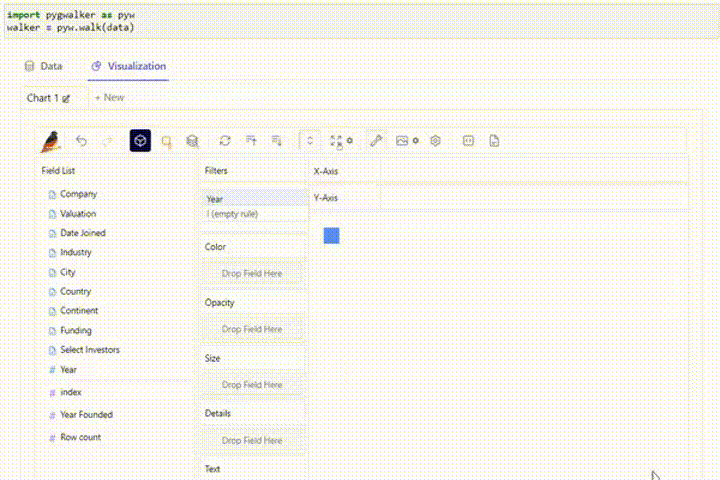 import pygwalker as pyw
walker = pyw.walk(data)
Data
Visualization
Chart 1
+ New
Field List
Company
Valuation
Date Joined
Industry
City
Country
Continent
Funding
Select Investors
# Year
# index
# Year Founded
# Row count
Filters
Year
! (empty rule)
Color
Drop Field Here
Opacity
Drop Field Here
Size
Drop Field Here
Details
Drop Field Here
Text
X-Axis
Y-Axis